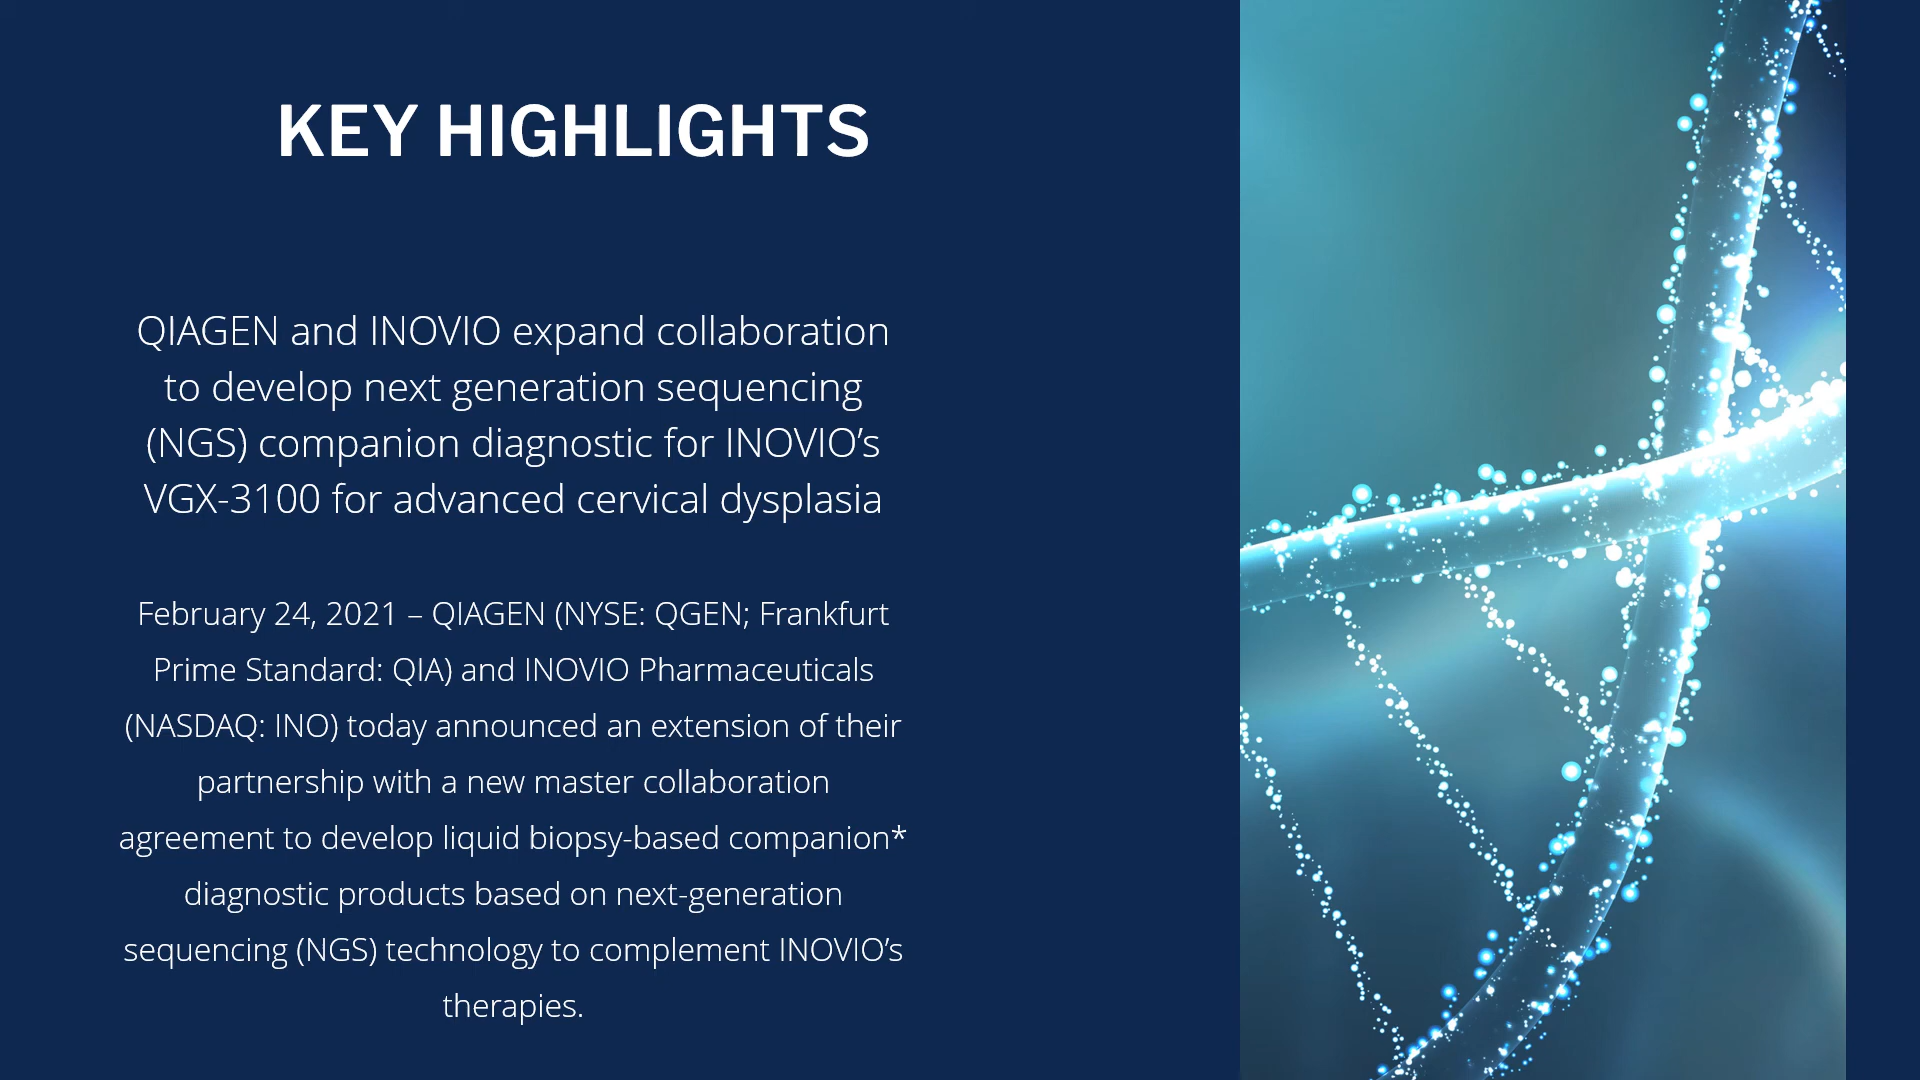 KEY HIGHLIGHTS
QIAGEN and INOVIO expand collaboration
to develop next generation sequencing
(NGS) companion diagnostic for INOVIO’s
VGX-3100 for advanced cervical dysplasia
February 24, 2021 – QIAGEN (NYSE: QGEN; Frankfurt
Prime Standard: QIA) and INOVIO Pharmaceuticals
(NASDAQ: INO) today announced an extension of their
partnership with a new master collaboration
agreement to develop liquid biopsy-based companion*
diagnostic products based on next-generation
sequencing (NGS) technology to complement INOVIO’s
therapies.